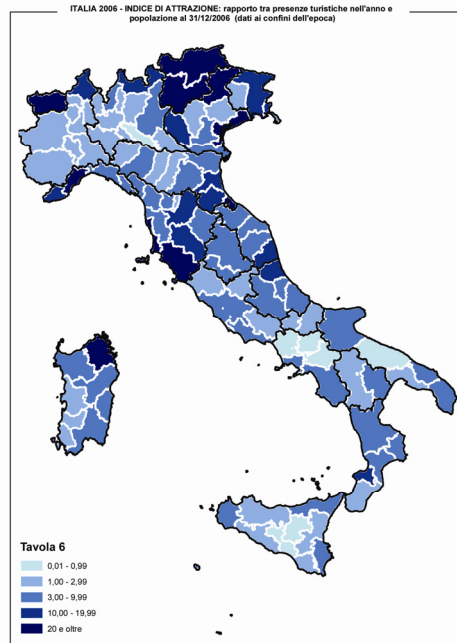 ITALIA 2006 - INDICE DI ATTRAZIONE: rapporto tra presenze turistiche nell'anno e
popolazione al 31/12/2006 (dati ai confini dell'epoca)
Tavola 6
0,01 - 0,99
1,00 - 2,99
3,00 - 9,99
10,00 - 19,99
20 e oltre